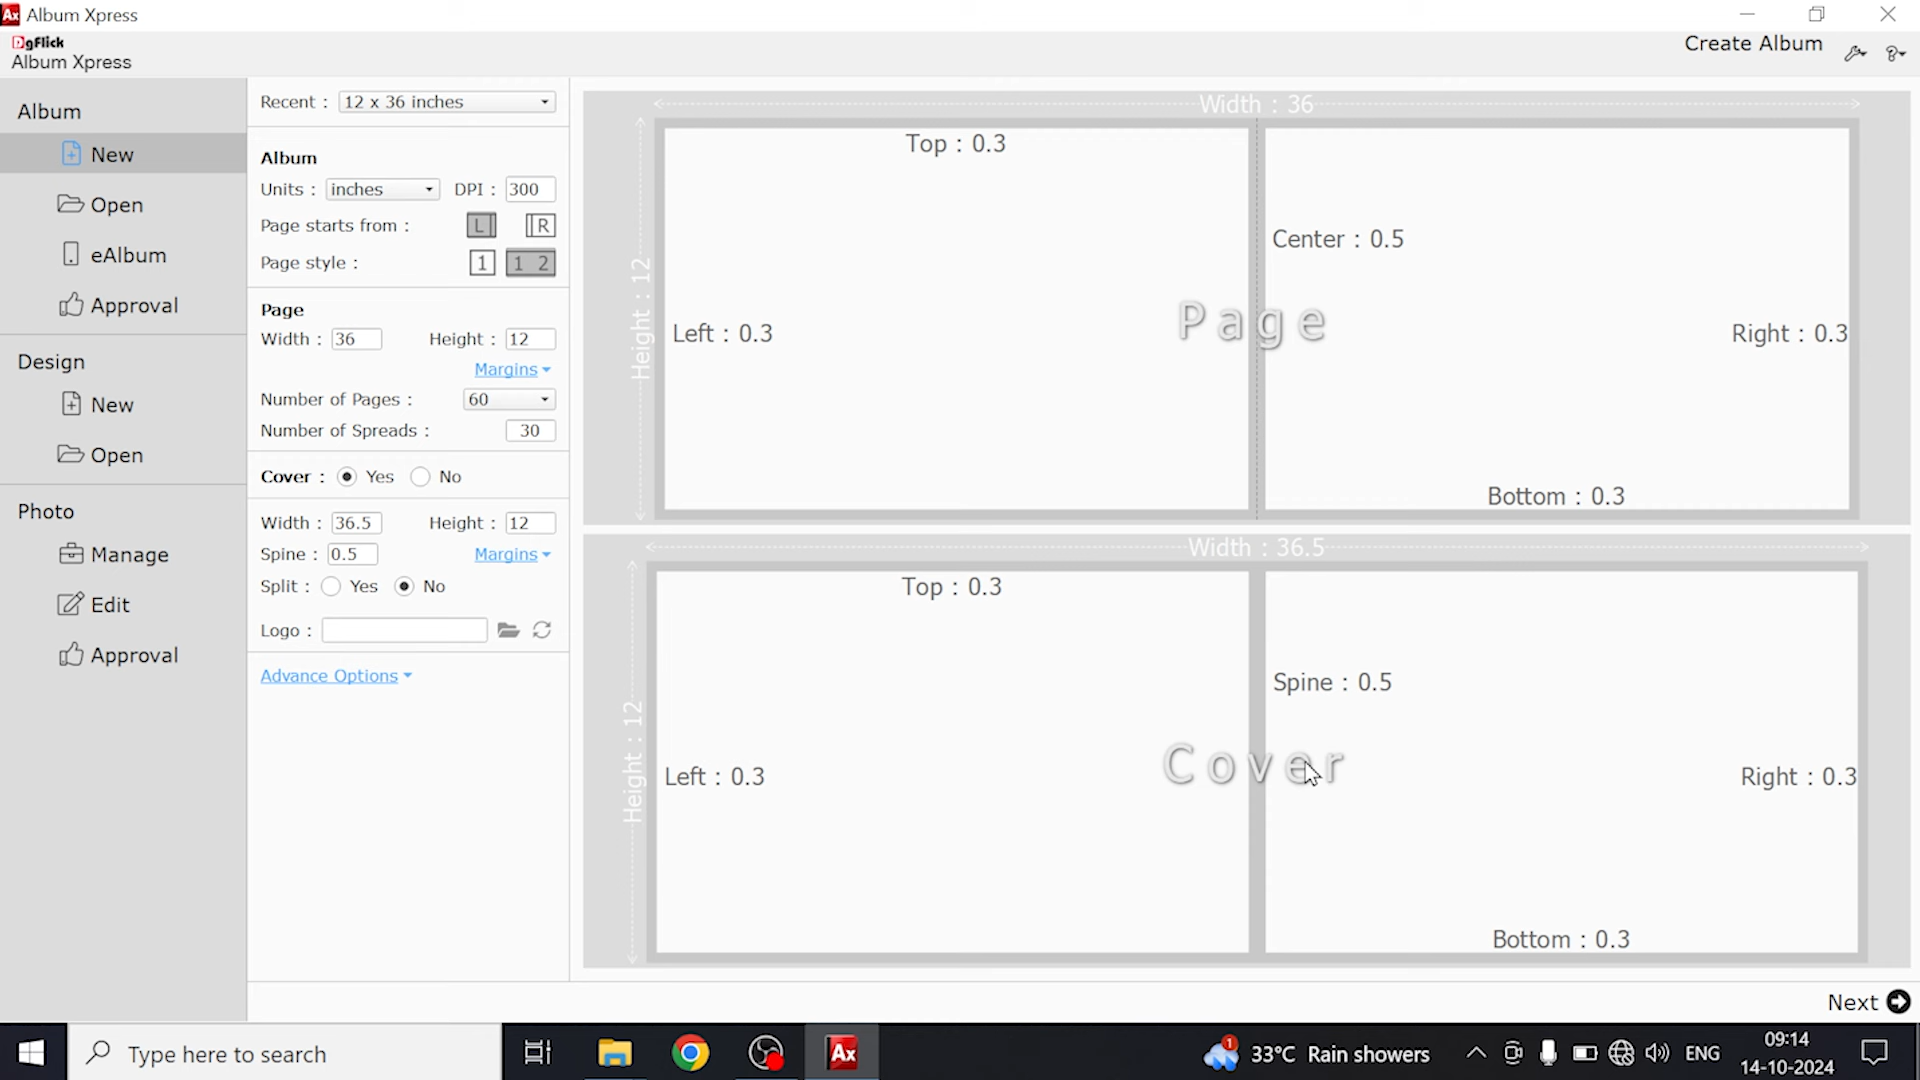 Album Xpress
DgFlick
Album Xpress
Create Album
Album
New
Open
eAlbum
Approval
Design
New
Open
Photo
Manage
Edit
Approval
Recent : 12 x 36 inches
Album
Units : inches DPI : 300
Page starts from : L R
Page style : 1 1 2
Page
Width : 36 Height : 12
Margins
Number of Pages : 60
Number of Spreads : 30
Cover : Yes No
Width : 36.5 Height : 12
Spine : 0.5 Margins
Split : Yes No
Logo :
Advance Options
Width : 36
Height : 12
Top : 0.3
Center : 0.5
Page
Left : 0.3
Right : 0.3
Bottom : 0.3
Width : 36.5
Height : 12
Top : 0.3
Spine : 0.5
Cover
Left : 0.3
Right : 0.3
Bottom : 0.3
Next
Type here to search
Ax
1
33°C Rain showers
ENG
09:14
14-10-2024